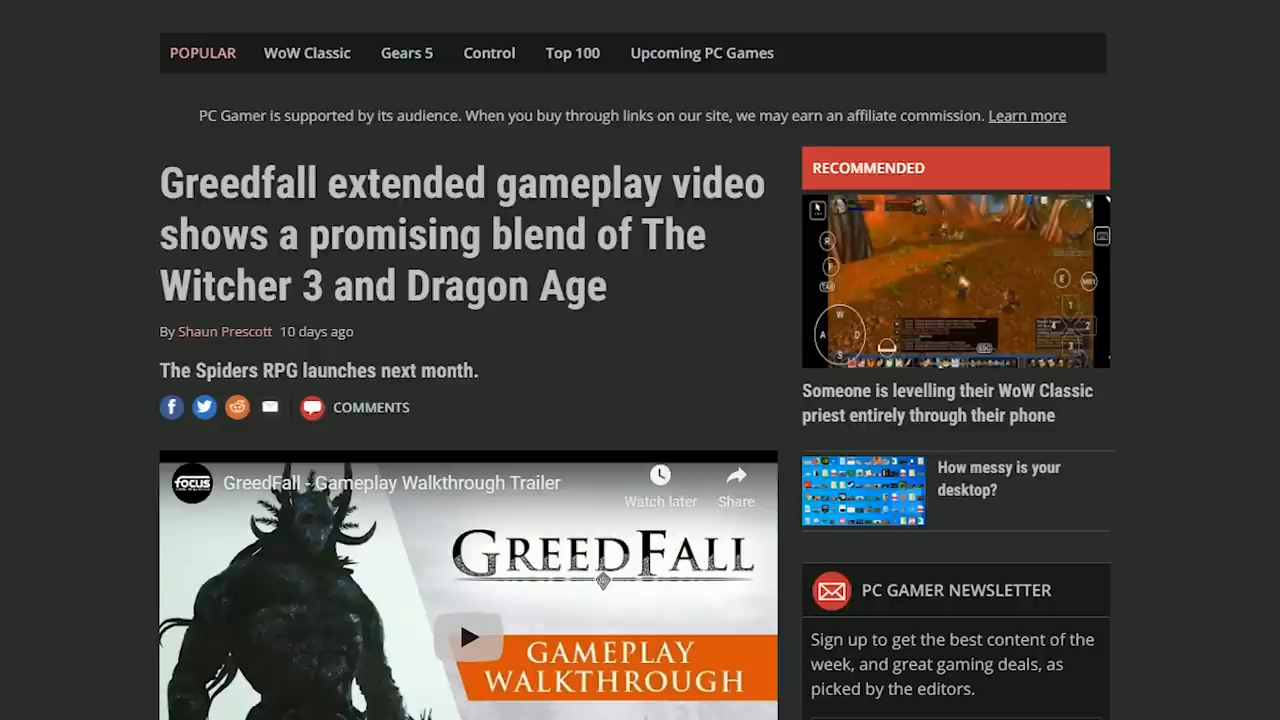 POPULAR WoW Classic Gears 5 Control Top 100 Upcoming PC Games
PC Gamer is supported by its audience. When you buy through links on our site, we may earn an affiliate commission. Learn more
Greedfall extended gameplay video
shows a promising blend of The
Witcher 3 and Dragon Age
By Shaun Prescott 10 days ago
The Spiders RPG launches next month.
COMMENTS
focus
GreedFall - Gameplay Walkthrough Trailer
Watch later
Share
GREEDFALL
GAMEPLAY
WALKTHROUGH
RECOMMENDED
Someone is levelling their WoW Classic
priest entirely through their phone
How messy is your
desktop?
PC GAMER NEWSLETTER
Sign up to get the best content of the
week, and great gaming deals, as
picked by the editors.